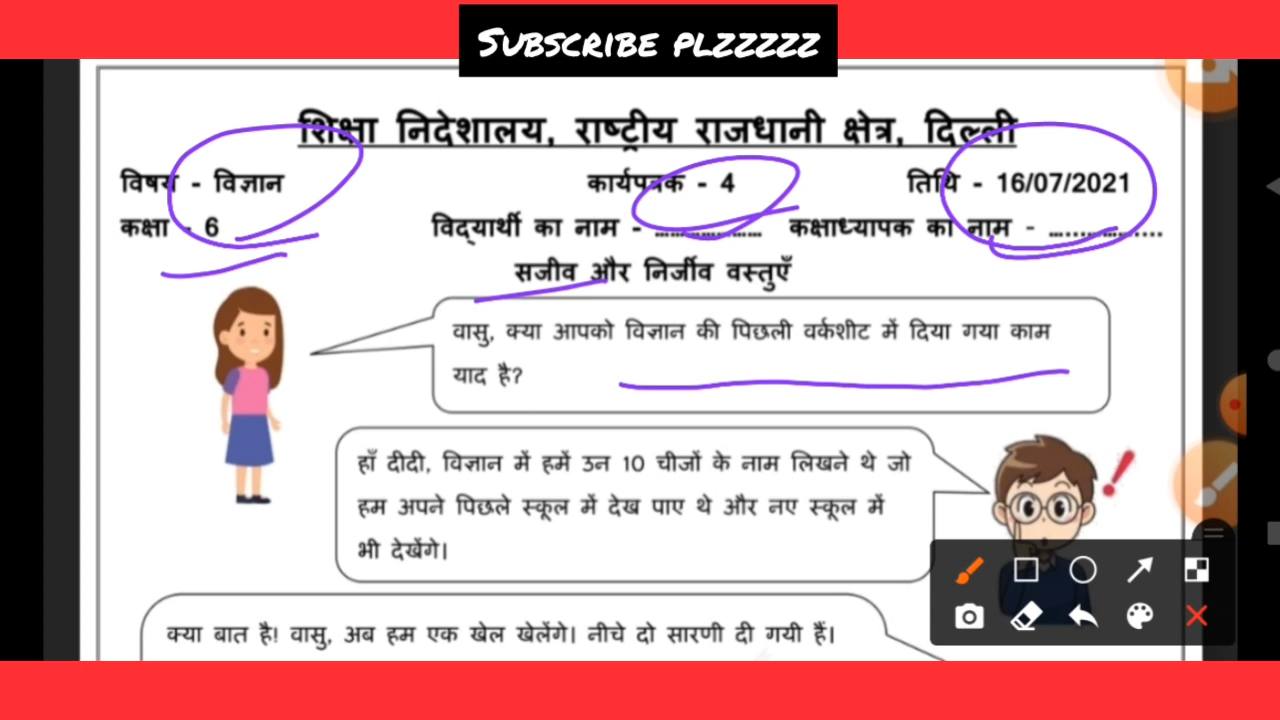 SUBSCRIBE PLZZZZZ
शिक्षा निदेशालय, राष्ट्रीय राजधानी क्षेत्र, दिल्ली
विषय - विज्ञान कार्यपत्रक - 4 तिथि - 16/07/2021
कक्षा - 6 विद्यार्थी का नाम - ..................... कक्षाध्यापक का नाम - .....................
सजीव और निर्जीव वस्तुएँ
वासु, क्या आपको विज्ञान की पिछली वर्कशीट में दिया गया काम
याद है?
हाँ दीदी, विज्ञान में हमें उन 10 चीजों के नाम लिखने थे जो
हम अपने पिछले स्कूल में देख पाए थे और नए स्कूल में
भी देखेंगे।
क्या बात है! वासु, अब हम एक खेल खेलेंगे। नीचे दो सारणी दी गयी हैं।